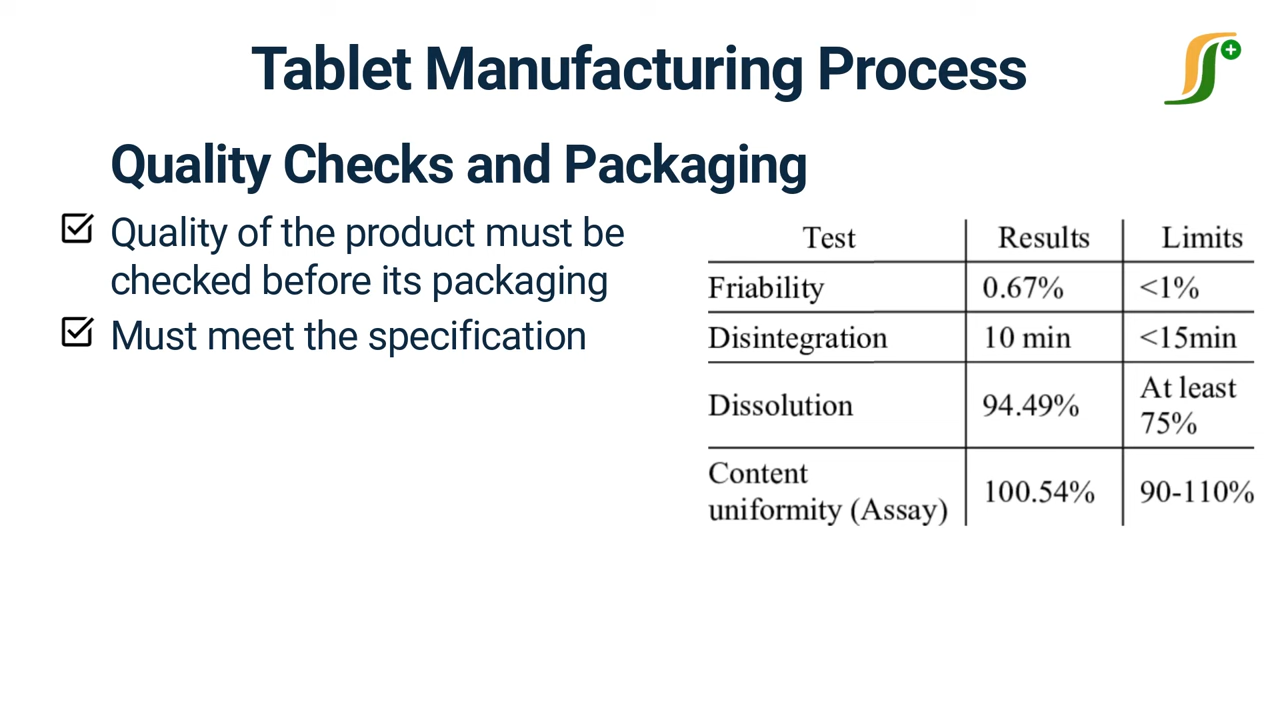 Tablet Manufacturing Process
Quality Checks and Packaging
Quality of the product must be
checked before its packaging
Must meet the specification
Test Results Limits
Friability 0.67% <1%
Disintegration 10 min <15min
Dissolution 94.49% At least
75%
Content
uniformity (Assay) 100.54% 90-110%